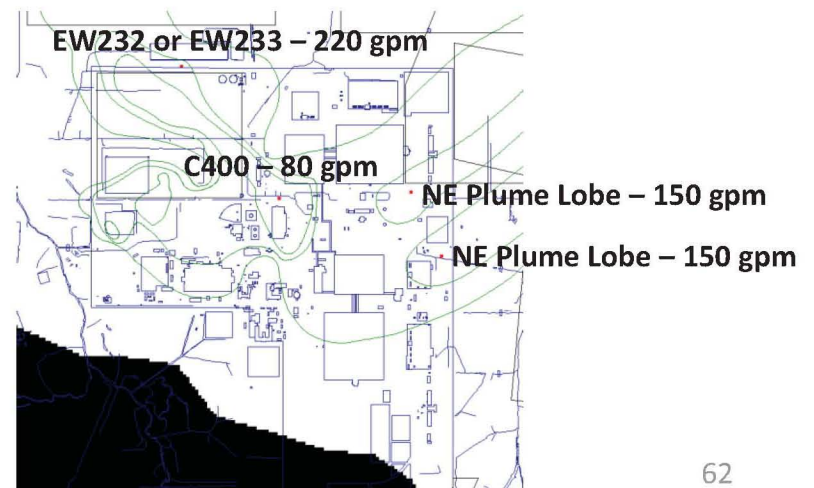 EW232 or EW233 – 220 gpm
C400 – 80 gpm
NE Plume Lobe – 150 gpm
NE Plume Lobe – 150 gpm
62